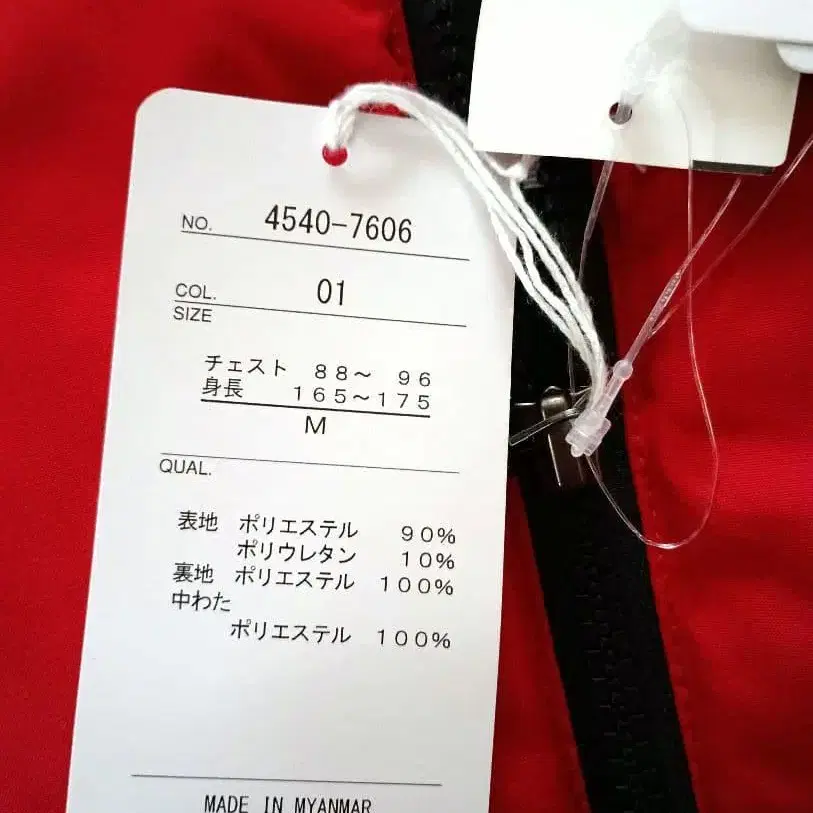 NO. 4540-7606
COL. 01
SIZE
チェスト 88～ 96
身長 165～175
M
QUAL.
表地 ポリエステル 90%
ポリウレタン 10%
裏地 ポリエステル 100%
中わた
ポリエステル 100%
MADE IN MYANMAR